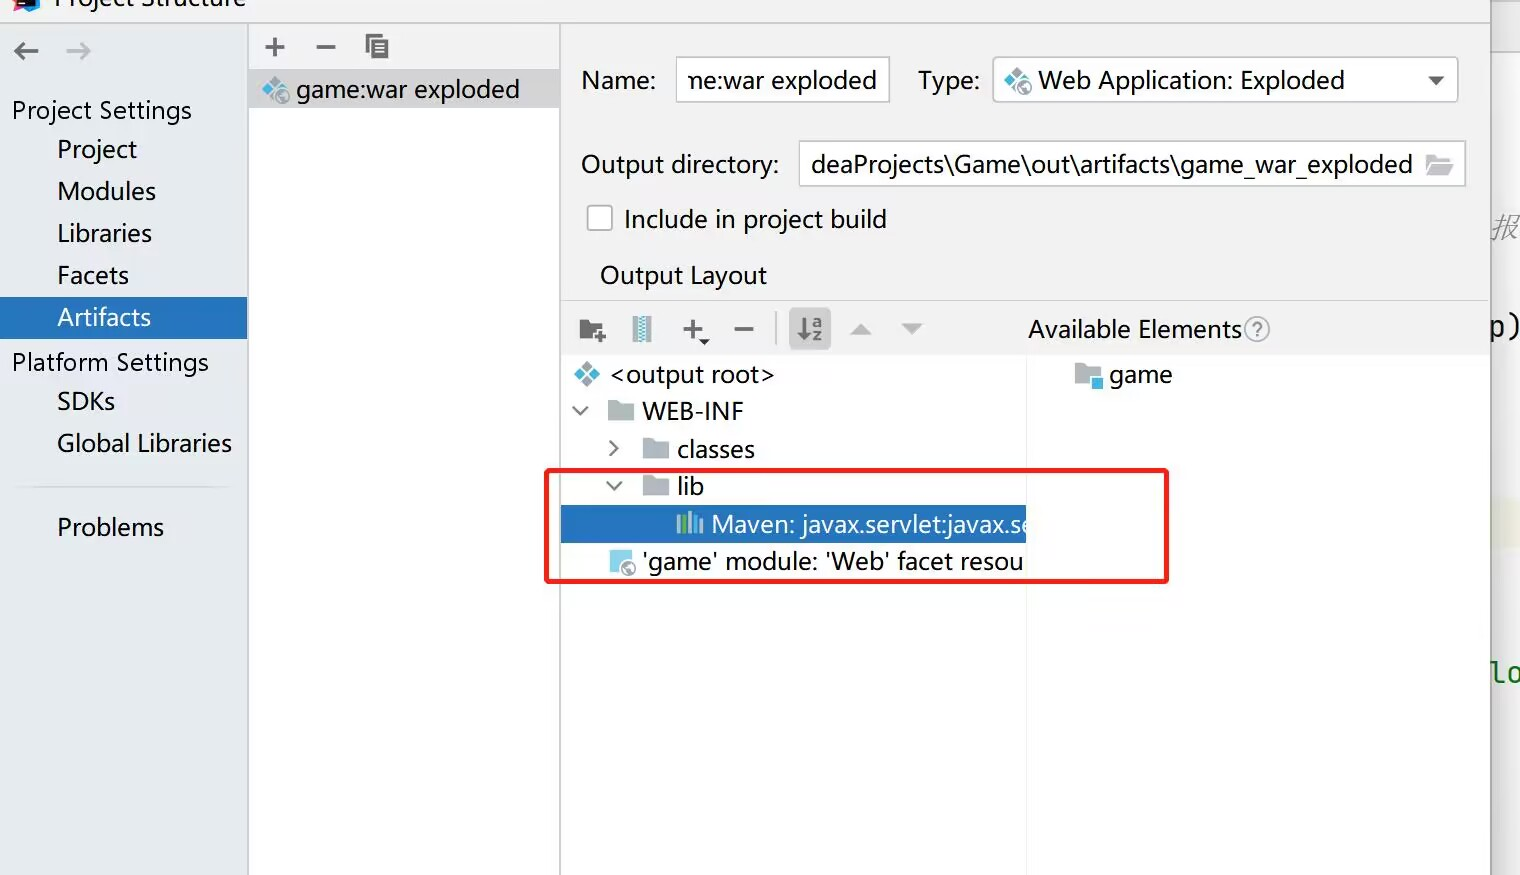 Project Structure
Project Settings
Project
Modules
Libraries
Facets
Artifacts
Platform Settings
SDKs
Global Libraries
Problems
game:war exploded
Name: ne:war exploded Type: Web Application: Exploded
Output directory: deaProjects\Game\out\artifacts\game_war_exploded
Include in project build
Output Layout
Available Elements ?
<output root>
WEB-INF
classes
lib
Maven: javax.servlet:javax.se
'game' module: 'Web' facet resou
game
报
p)
lo